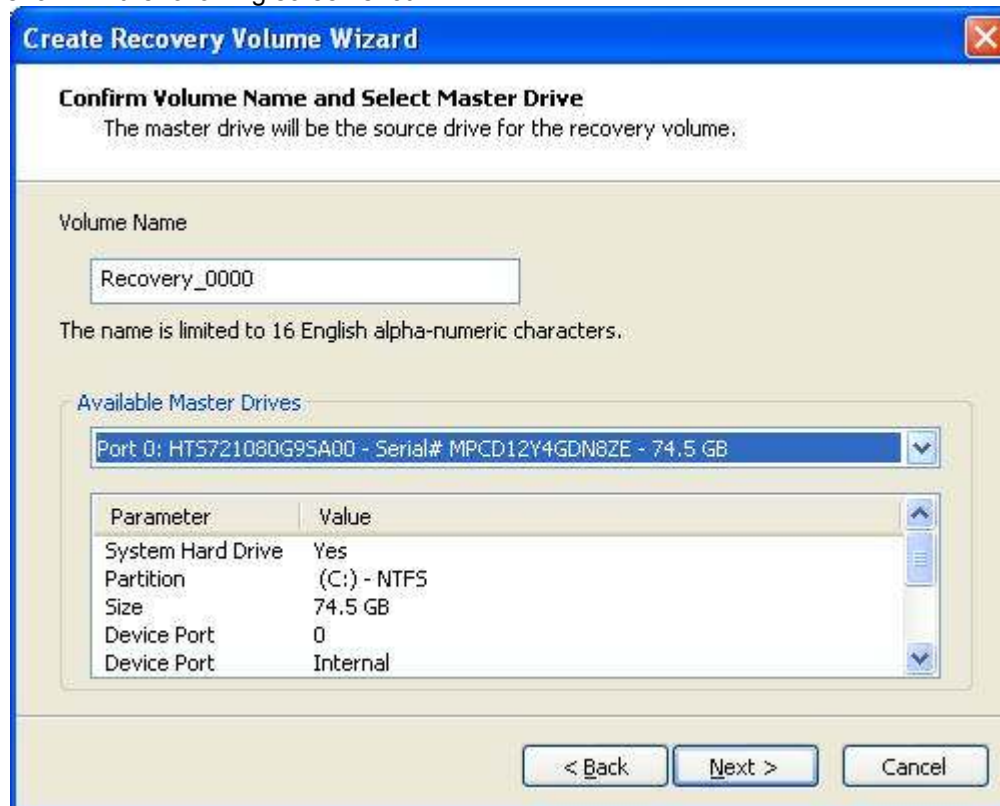 Create Recovery Volume Wizard
Confirm Volume Name and Select Master Drive
The master drive will be the source drive for the recovery volume.
Volume Name
Recovery_0000
The name is limited to 16 English alpha-numeric characters.
Available Master Drives
Port 0: HTS721080G9SA00 - Serial# MPCD12Y4GDN8ZE - 74.5 GB
Parameter Value
System Hard Drive Yes
Partition (C:) - NTFS
Size 74.5 GB
Device Port 0
Device Port Internal
< Back Next > Cancel